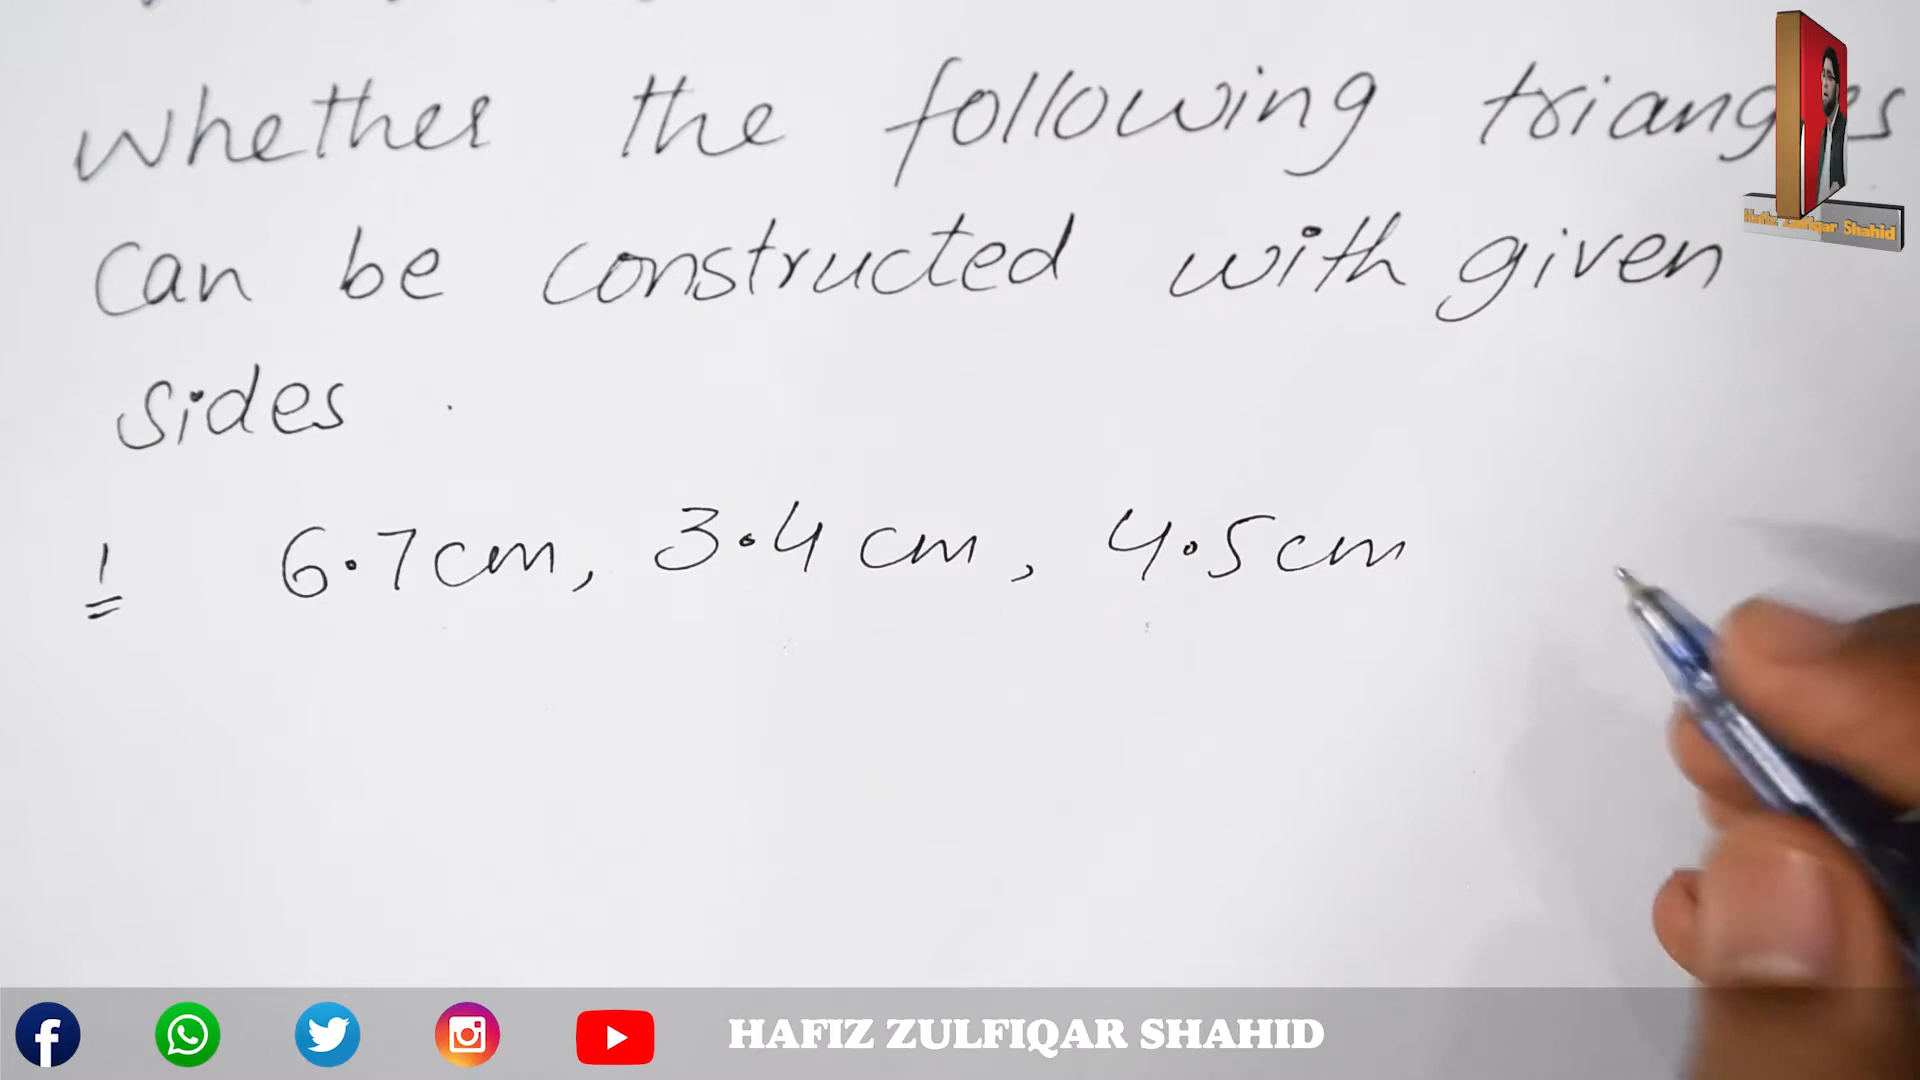 whether the following triangles
can be constructed with given
sides.
1 6.7cm, 3.4 cm, 4.5cm
Hafiz Zulfiqar Shahid
HAFIZ ZULFIQAR SHAHID